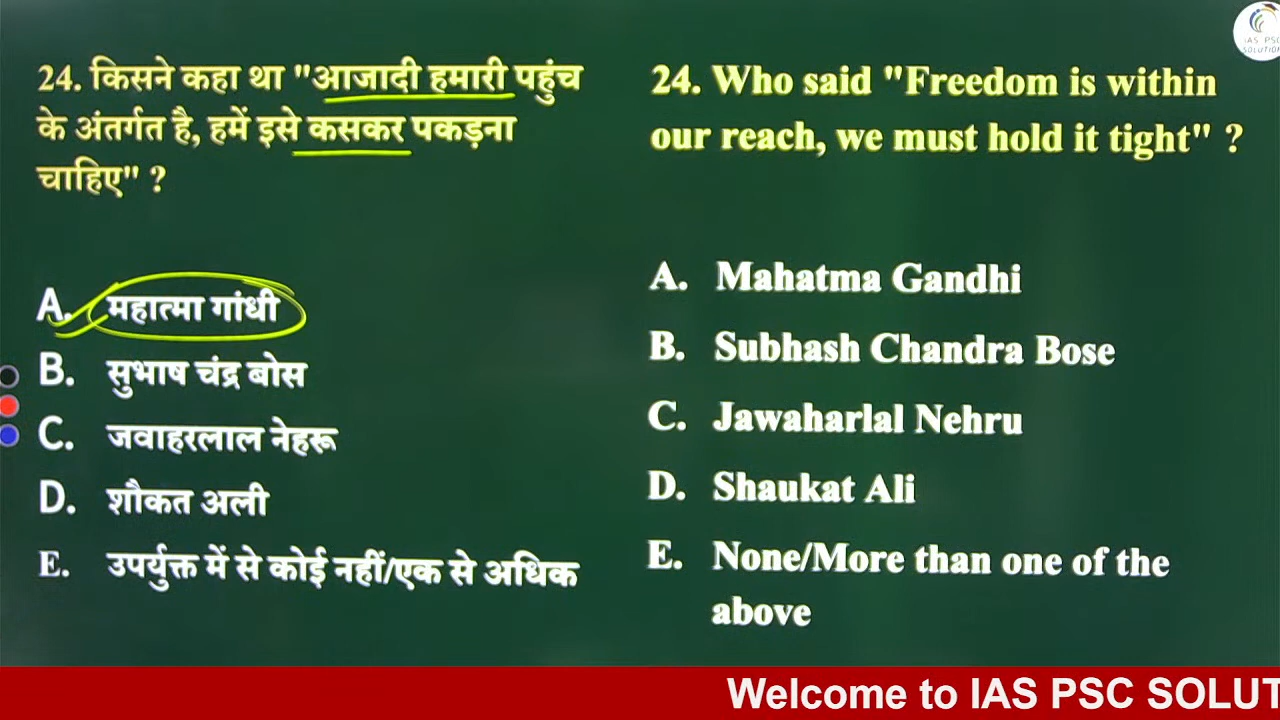 24. किसने कहा था "आजादी हमारी पहुंच
के अंतर्गत है, हमें इसे कसकर पकड़ना
चाहिए" ?
A. महात्मा गांधी
B. सुभाष चंद्र बोस
C. जवाहरलाल नेहरू
D. शौकत अली
E. उपर्युक्त में से कोई नहीं/एक से अधिक
24. Who said "Freedom is within
our reach, we must hold it tight" ?
A. Mahatma Gandhi
B. Subhash Chandra Bose
C. Jawaharlal Nehru
D. Shaukat Ali
E. None/More than one of the
above
IAS PSC
SOLUTION
Welcome to IAS PSC SOLUT